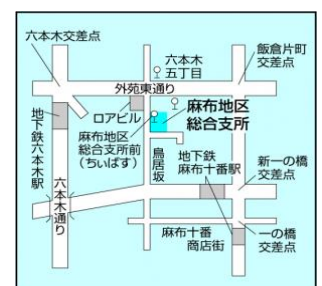 六本木交差点
六本木
五丁目
飯倉片町
交差点
外苑東通り
ロアビル
麻布地区
総合支所
麻布地区
総合支所前
(ちぃばす)
地下鉄六本木駅
鳥居坂
地下鉄
麻布十番駅
新一の橋
交差点
六本木通り
麻布十番
商店街
一の橋
交差点